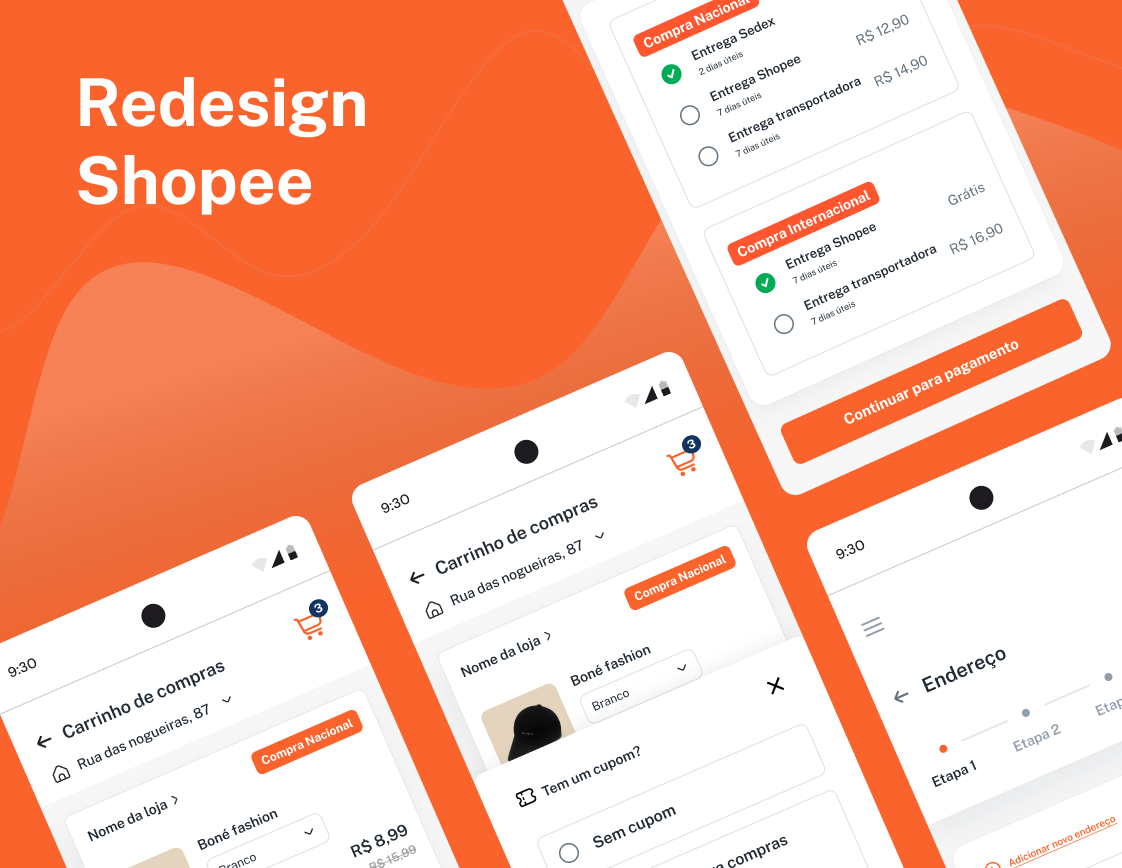 Redesign
Shopee
Compra Nacional
Entrega Sedex
2 dias úteis
R$ 12,90
Entrega Shopee
7 dias úteis
R$ 14,90
Entrega transportadora
7 dias úteis
Compra Internacional
Grátis
Entrega Shopee
7 dias úteis
R$ 16,90
Entrega transportadora
7 dias úteis
Continuar para pagamento
9:30
3
Carrinho de compras
Rua das nogueiras, 87
Compra Nacional
Nome da loja
Boné fashion
Branco
Tem um cupom?
Sem cupom
compras
9:30
3
Carrinho de compras
Rua das nogueiras, 87
Compra Nacional
Nome da loja
Boné fashion
Branco
R$ 8,99
R$ 15,99
9:30
Endereço
Etapa 1
Etapa 2
Etap
Adicionar novo endereço